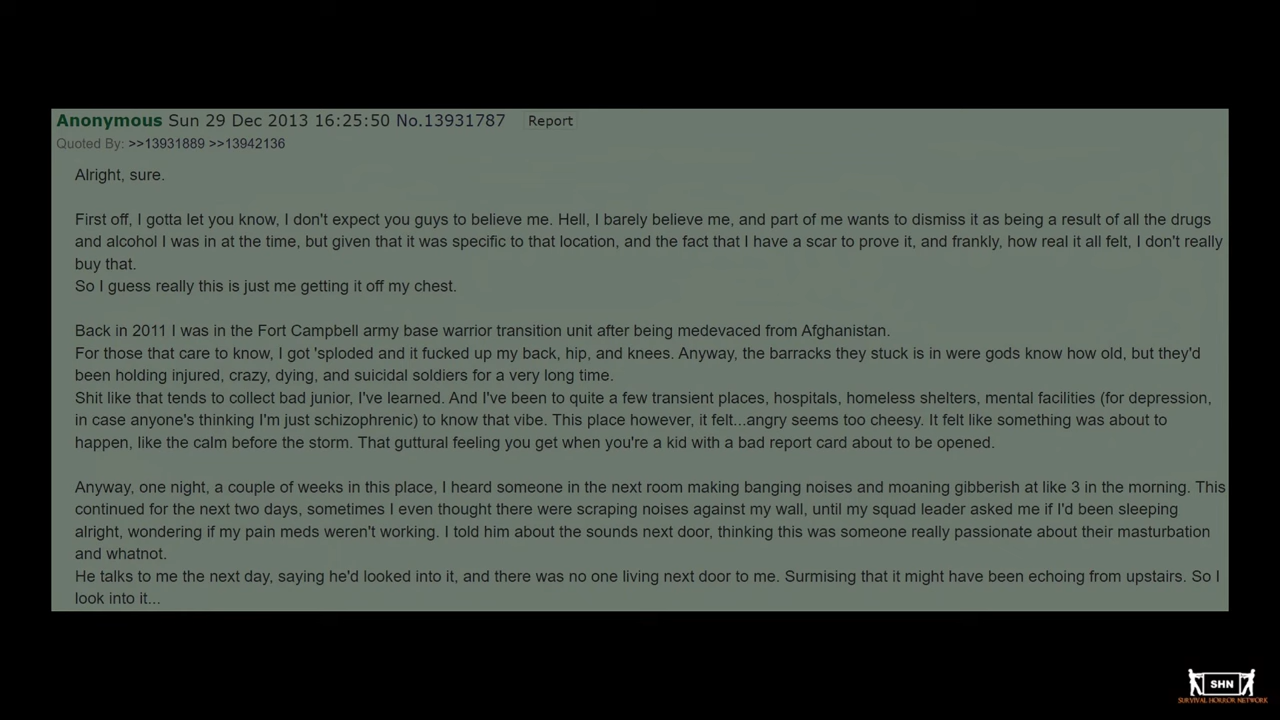 Anonymous Sun 29 Dec 2013 16:25:50 No.13931787 Report
Quoted By: >>13931889 >>13942136
Alright, sure.
First off, I gotta let you know, I don't expect you guys to believe me. Hell, I barely believe me, and part of me wants to dismiss it as being a result of all the drugs
and alcohol I was in at the time, but given that it was specific to that location, and the fact that I have a scar to prove it, and frankly, how real it all felt, I don't really
buy that.
So I guess really this is just me getting it off my chest.
Back in 2011 I was in the Fort Campbell army base warrior transition unit after being medevaced from Afghanistan.
For those that care to know, I got 'sploded and it fucked up my back, hip, and knees. Anyway, the barracks they stuck is in were gods know how old, but they'd
been holding injured, crazy, dying, and suicidal soldiers for a very long time.
Shit like that tends to collect bad junior, I've learned. And I've been to quite a few transient places, hospitals, homeless shelters, mental facilities (for depression,
in case anyone's thinking I'm just schizophrenic) to know that vibe. This place however, it felt...angry seems too cheesy. It felt like something was about to
happen, like the calm before the storm. That guttural feeling you get when you're a kid with a bad report card about to be opened.
Anyway, one night, a couple of weeks in this place, I heard someone in the next room making banging noises and moaning gibberish at like 3 in the morning. This
continued for the next two days, sometimes I even thought there were scraping noises against my wall, until my squad leader asked me if I'd been sleeping
alright, wondering if my pain meds weren't working. I told him about the sounds next door, thinking this was someone really passionate about their masturbation
and whatnot.
He talks to me the next day, saying he'd looked into it, and there was no one living next door to me. Surmising that it might have been echoing from upstairs. So I
look into it...
SHN
SURVIVAL HORROR NETWORK